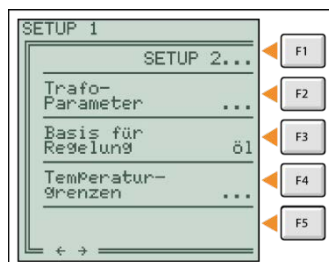 SETUP 1
SETUP 2...
F1
Trafo-
Parameter ...
F2
Basis für
Regelung öl
F3
Temperatur-
grenzen ...
F4
F5
← →